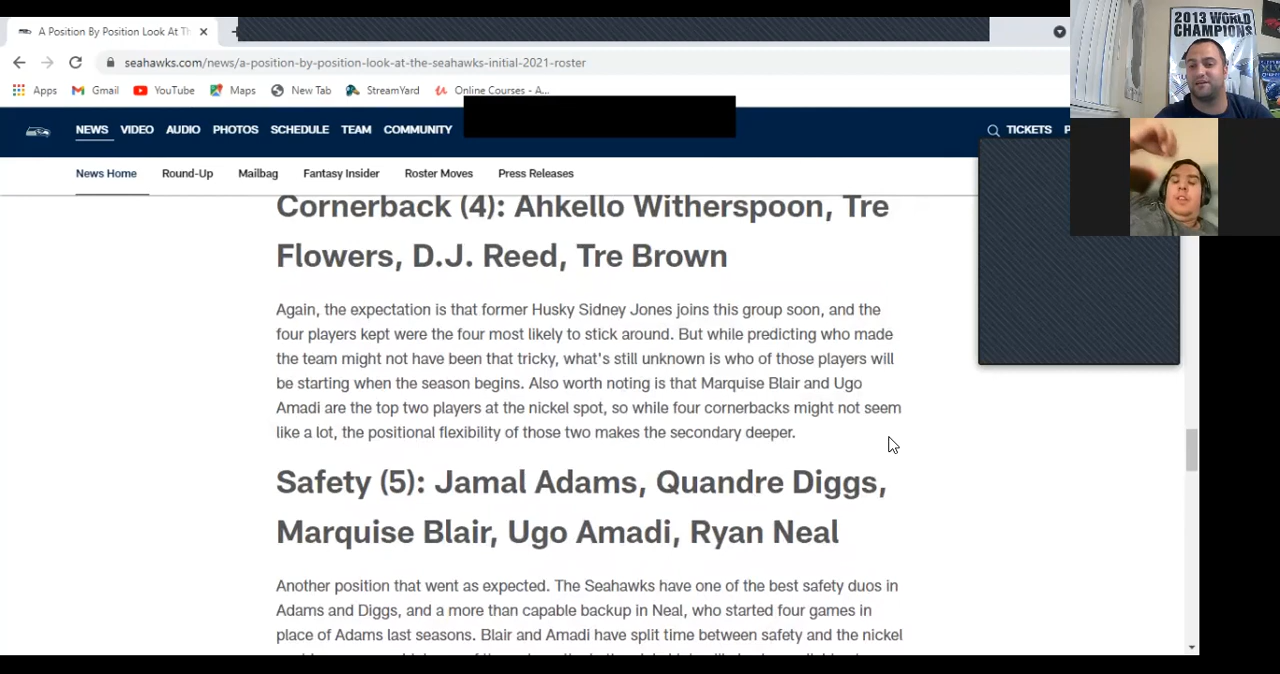 A Position By Position Look At Th
seahawks.com/news/a-position-by-position-look-at-the-seahawks-initial-2021-roster
Apps Gmail YouTube Maps New Tab StreamYard Online Courses - A...
NEWS VIDEO AUDIO PHOTOS SCHEDULE TEAM COMMUNITY TICKETS P
News Home Round-Up Mailbag Fantasy Insider Roster Moves Press Releases
Cornerback (4): Ahkello Witherspoon, Tre
Flowers, D.J. Reed, Tre Brown
Again, the expectation is that former Husky Sidney Jones joins this group soon, and the
four players kept were the four most likely to stick around. But while predicting who made
the team might not have been that tricky, what's still unknown is who of those players will
be starting when the season begins. Also worth noting is that Marquise Blair and Ugo
Amadi are the top two players at the nickel spot, so while four cornerbacks might not seem
like a lot, the positional flexibility of those two makes the secondary deeper.
Safety (5): Jamal Adams, Quandre Diggs,
Marquise Blair, Ugo Amadi, Ryan Neal
Another position that went as expected. The Seahawks have one of the best safety duos in
Adams and Diggs, and a more than capable backup in Neal, who started four games in
place of Adams last seasons. Blair and Amadi have split time between safety and the nickel
2013 WORLD
CHAMPIONS